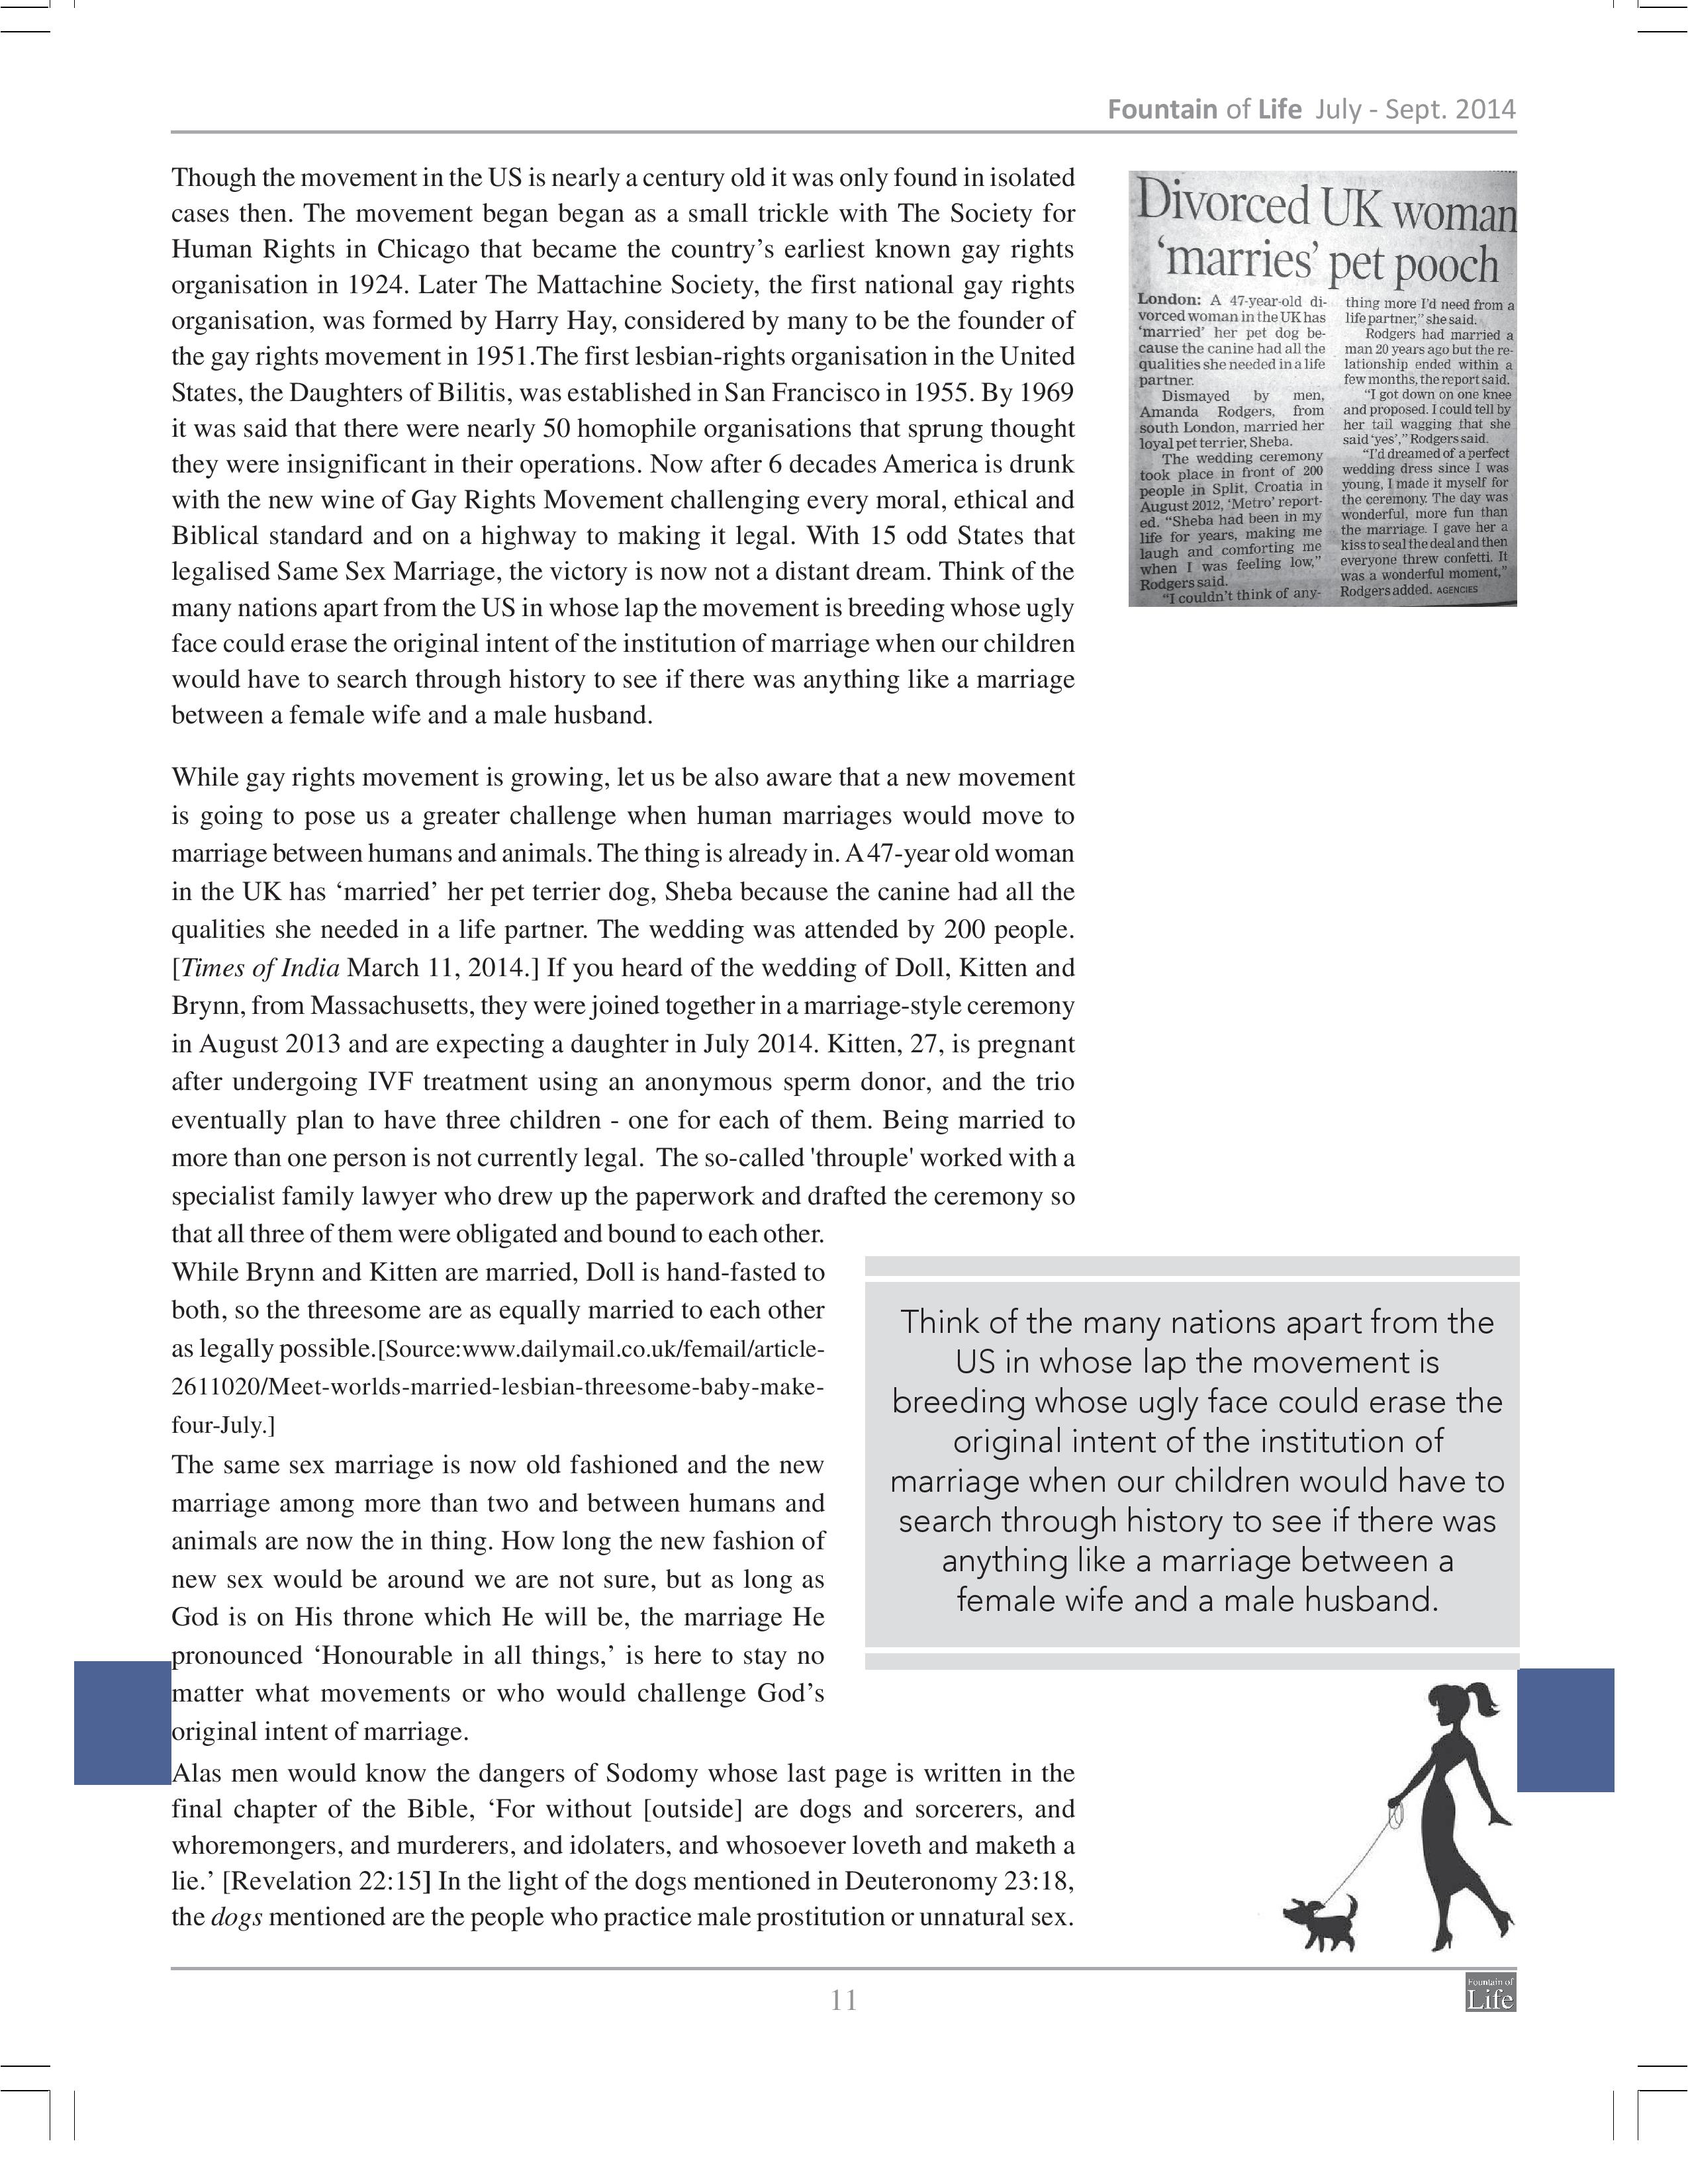 Fountain of Life July - Sept. 2014
Though the movement in the US is nearly a century old it was only found in isolated
cases then. The movement began began as a small trickle with The Society for
Human Rights in Chicago that became the country's earliest known gay rights
organisation in 1924. Later The Mattachine Society, the first national gay rights
organisation, was formed by Harry Hay, considered by many to be the founder of
the gay rights movement in 1951.The first lesbian-rights organisation in the United
States, the Daughters of Bilitis, was established in San Francisco in 1955. By 1969
it was said that there were nearly 50 homophile organisations that sprung thought
they were insignificant in their operations. Now after 6 decades America is drunk
with the new wine of Gay Rights Movement challenging every moral, ethical and
Biblical standard and on a highway to making it legal. With 15 odd States that
legalised Same Sex Marriage, the victory is now not a distant dream. Think of the
many nations apart from the US in whose lap the movement is breeding whose ugly
face could erase the original intent of the institution of marriage when our children
would have to search through history to see if there was anything like a marriage
between a female wife and a male husband.
Divorced UK woman
'marries' pet pooch
London: A 47-year-old di-
vorced woman in the UK has
'married' her pet dog be-
cause the canine had all the
qualities she needed in a life
partner.
Dismayed by men,
Amanda Rodgers, from
south London, married her
loyal pet terrier, Sheba.
The wedding ceremony
took place in front of 200
people in Split, Croatia in
August 2012, 'Metro' report-
ed. "Sheba had been in my
life for years, making me
laugh and comforting me
when I was feeling low,"
Rodgers said.
"I couldn't think of any-
thing more I'd need from a
life partner," she said.
Rodgers had married a
man 20 years ago but the re-
lationship ended within a
few months, the report said.
"I got down on one knee
and proposed. I could tell by
her tail wagging that she
said 'yes'," Rodgers said.
"I'd dreamed of a perfect
wedding dress since I was
young, I made it myself for
the ceremony. The day was
wonderful, more fun than
the marriage. I gave her a
kiss to seal the deal and then
everyone threw confetti. It
was a wonderful moment,"
Rodgers added. AGENCIES
While gay rights movement is growing, let us be also aware that a new movement
is going to pose us a greater challenge when human marriages would move to
marriage between humans and animals. The thing is already in. A 47-year old woman
in the UK has 'married' her pet terrier dog, Sheba because the canine had all the
qualities she needed in a life partner. The wedding was attended by 200 people.
[Times of India March 11, 2014.] If you heard of the wedding of Doll, Kitten and
Brynn, from Massachusetts, they were joined together in a marriage-style ceremony
in August 2013 and are expecting a daughter in July 2014. Kitten, 27, is pregnant
after undergoing IVF treatment using an anonymous sperm donor, and the trio
eventually plan to have three children - one for each of them. Being married to
more than one person is not currently legal. The so-called 'throuple' worked with a
specialist family lawyer who drew up the paperwork and drafted the ceremony so
that all three of them were obligated and bound to each other.
While Brynn and Kitten are married, Doll is hand-fasted to
both, so the threesome are as equally married to each other
as legally possible.[Source:www.dailymail.co.uk/femail/article-
2611020/Meet-worlds-married-lesbian-threesome-baby-make-
four-July.]
The same sex marriage is now old fashioned and the new
marriage among more than two and between humans and
animals are now the in thing. How long the new fashion of
new sex would be around we are not sure, but as long as
God is on His throne which He will be, the marriage He
pronounced 'Honourable in all things,' is here to stay no
matter what movements or who would challenge God's
original intent of marriage.
Think of the many nations apart from the
US in whose lap the movement is
breeding whose ugly face could erase the
original intent of the institution of
marriage when our children would have to
search through history to see if there was
anything like a marriage between a
female wife and a male husband.
Alas men would know the dangers of Sodomy whose last page is written in the
final chapter of the Bible, 'For without [outside] are dogs and sorcerers, and
whoremongers, and murderers, and idolaters, and whosoever loveth and maketh a
lie.' [Revelation 22:15] In the light of the dogs mentioned in Deuteronomy 23:18,
the dogs mentioned are the people who practice male prostitution or unnatural sex.
11
Fountain of
Life